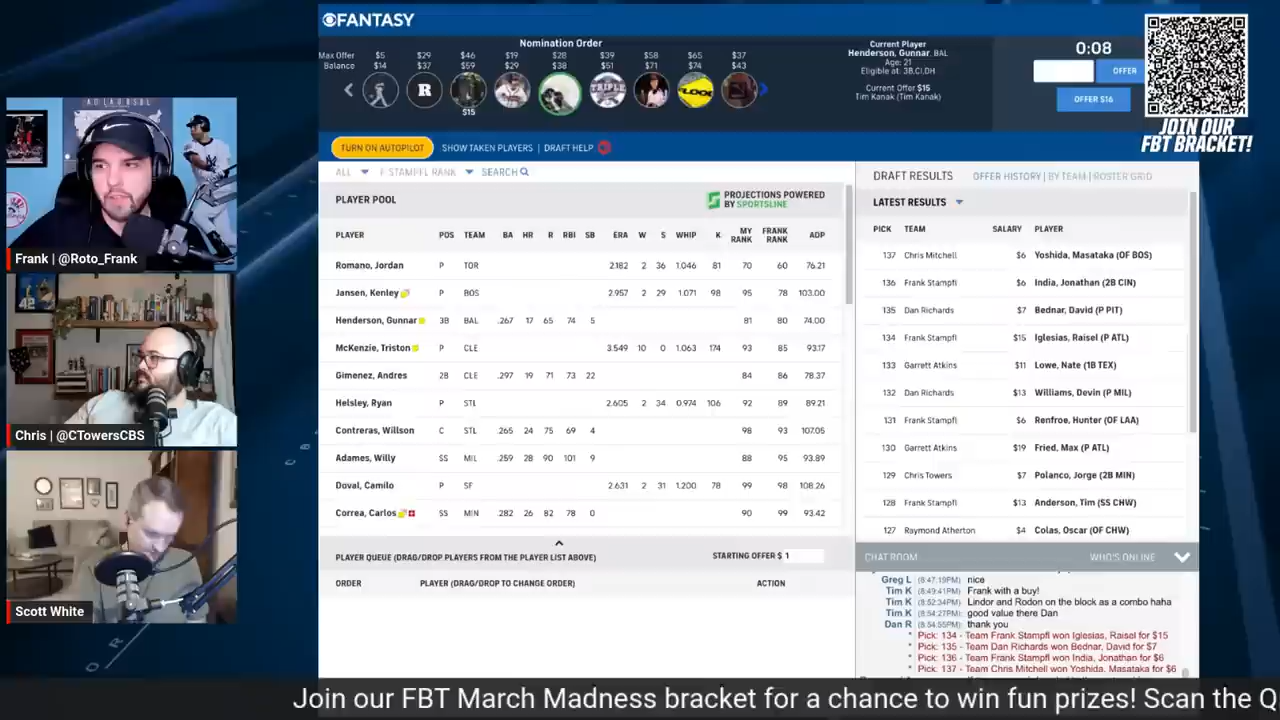 FANTASY
Nomination Order
Max Offer $5 $29 $46 $19 $28 $39 $58 $65 $37
Balance $14 $37 $59 $29 $38 $51 $71 $74 $43
R
TRIPLE
$15
Current Player
Henderson, Gunnar, BAL
Age: 21
Eligible at: 3B,CI,DH
Current Offer $15
Tim Kanak (Tim Kanak)
0:08
OFFER
OFFER $16
JOIN OUR
FBT BRACKET!
TURN ON AUTOPILOT
SHOW TAKEN PLAYERS | DRAFT HELP
ALL
F STAMPFL RANK
SEARCH
PLAYER POOL
PROJECTIONS POWERED
BY SPORTSLINE
PLAYER POS TEAM BA HR R RBI SB ERA W S WHIP K MY RANK FRANK RANK ADP
Romano, Jordan P TOR 2.182 2 36 1.046 81 70 60 76.21
Jansen, Kenley P BOS 2.957 2 29 1.071 98 95 78 103.00
Henderson, Gunnar 3B BAL .267 17 65 74 5 81 80 74.00
McKenzie, Triston P CLE 3.549 10 0 1.063 174 93 85 93.17
Gimenez, Andres 2B CLE .297 19 71 73 22 84 86 78.37
Helsley, Ryan P STL 2.605 2 34 0.974 106 92 89 89.21
Contreras, Willson C STL .265 24 75 69 4 98 93 107.05
Adames, Willy SS MIL .259 28 90 101 9 88 95 93.89
Doval, Camilo P SF 2.631 2 31 1.200 78 99 98 108.26
Correa, Carlos SS MIN .282 26 82 78 0 90 99 93.42
PLAYER QUEUE (DRAG/DROP PLAYERS FROM THE PLAYER LIST ABOVE)
STARTING OFFER $ 1
ORDER PLAYER (DRAG/DROP TO CHANGE ORDER) ACTION
DRAFT RESULTS
OFFER HISTORY | BY TEAM | ROSTER GRID
LATEST RESULTS
PICK TEAM SALARY PLAYER
137 Chris Mitchell $6 Yoshida, Masataka (OF BOS)
136 Frank Stampfl $6 India, Jonathan (2B CIN)
135 Dan Richards $7 Bednar, David (P PIT)
134 Frank Stampfl $15 Iglesias, Raisel (P ATL)
133 Garrett Atkins $11 Lowe, Nate (1B TEX)
132 Dan Richards $13 Williams, Devin (P MIL)
131 Frank Stampfl $6 Renfroe, Hunter (OF LAA)
130 Garrett Atkins $19 Fried, Max (P ATL)
129 Chris Towers $7 Polanco, Jorge (2B MIN)
128 Frank Stampfl $13 Anderson, Tim (SS CHW)
127 Raymond Atherton $4 Colas, Oscar (OF CHW)
CHAT ROOM
WHO'S ONLINE
Greg L (8:47:19PM) nice
Tim K (8:49:41PM) Frank with a buy!
Tim K (8:52:34PM) Lindor and Rodon on the block as a combo haha
Tim K (8:54:27PM) good value there Dan
Dan R (8:54:55PM) thank you
* Pick: 134 - Team Frank Stampfl won Iglesias, Raisel for $15
* Pick: 135 - Team Dan Richards won Bednar, David for $7
* Pick: 136 - Team Frank Stampfl won India, Jonathan for $6
* Pick: 137 - Team Chris Mitchell won Yoshida, Masataka for $6
Frank | @Roto_Frank
42
Chris | @CTowersCBS
Scott White
Join our FBT March Madness bracket for a chance to win fun prizes! Scan the Q